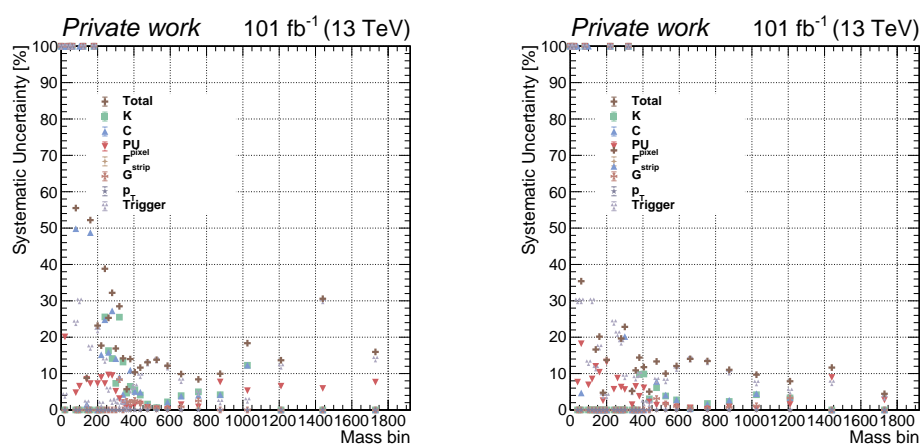 Private work 101 fb-1 (13 TeV)
Systematic Uncertainty [%]
100
90
80
70
60
50
40
30
20
10
0
Total
K
C
PU
Fpixel
Gstrip
pT
Trigger
0 200 400 600 800 1000 1200 1400 1600 1800
Mass bin
Private work 101 fb-1 (13 TeV)
Systematic Uncertainty [%]
100
90
80
70
60
50
40
30
20
10
0
Total
K
C
PU
Fpixel
Gstrip
pT
Trigger
0 200 400 600 800 1000 1200 1400 1600 1800
Mass bin